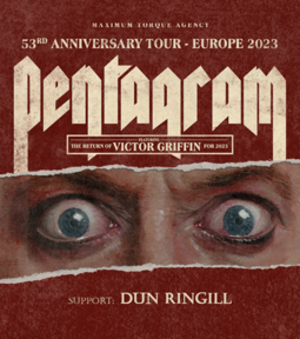 MAXIMUM TORQUE AGENCY
53RD ANNIVERSARY TOUR - EUROPE 2023
Pentagram
FEATURING
THE RETURN OF VICTOR GRIFFIN FOR 2023
SUPPORT: DUN RINGILL